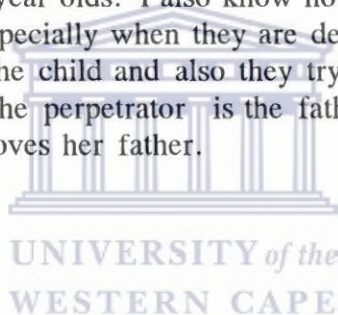 year olds. I also know no
pecially when they are de
he child and also they try
he perpetrator is the fath
oves her father.
UNIVERSITY of the
WESTERN CAPE